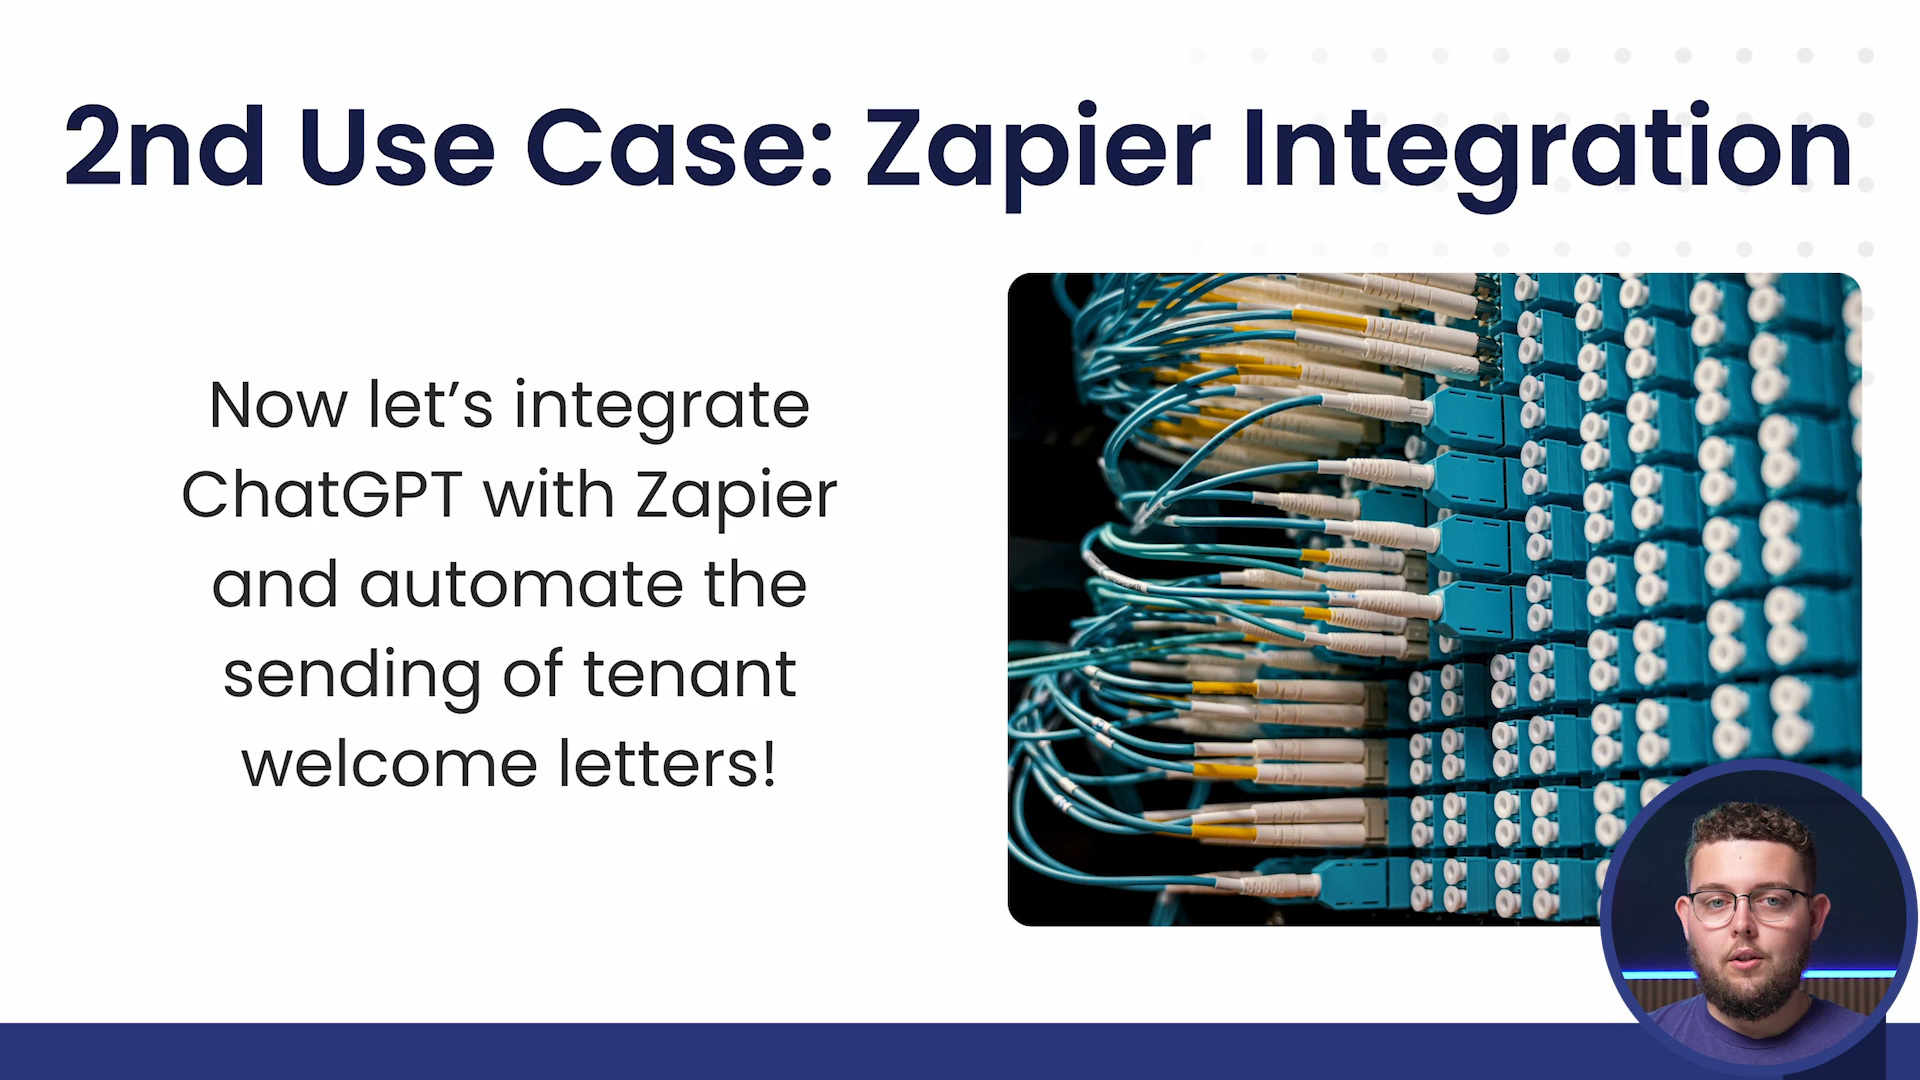 2nd Use Case: Zapier Integration
Now let’s integrate
ChatGPT with Zapier
and automate the
sending of tenant
welcome letters!